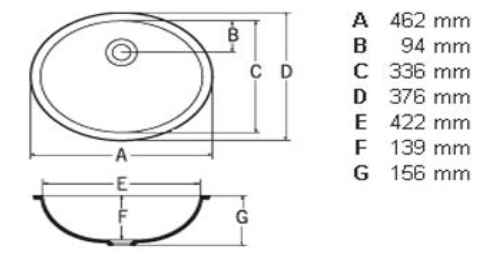 B
C
D
A
E
F
G
A 462 mm
B 94 mm
C 336 mm
D 376 mm
E 422 mm
F 139 mm
G 156 mm